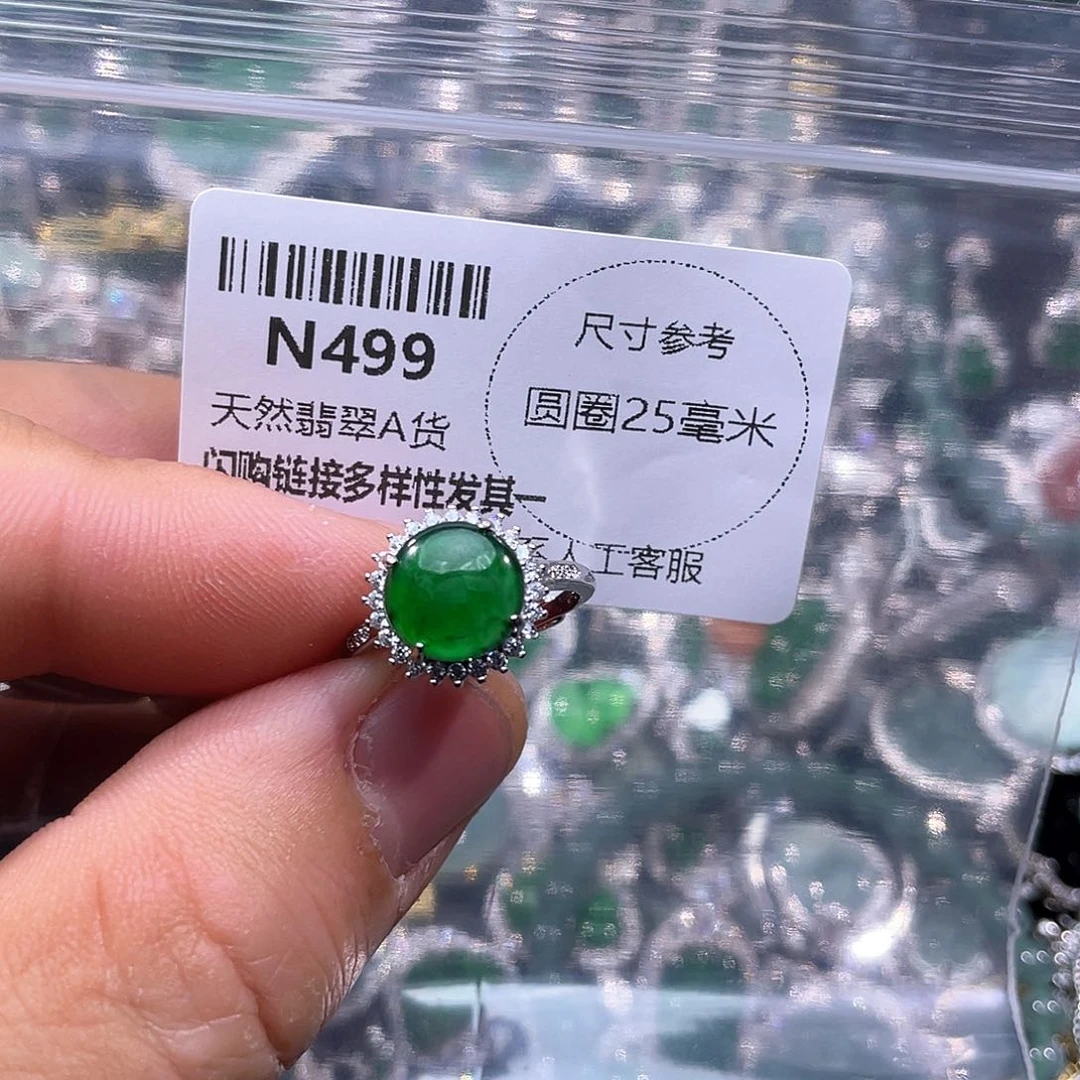 N499
天然翡翠A货
闪购链接多样性发其一
尺寸参考
圆圈25毫米
人工客服